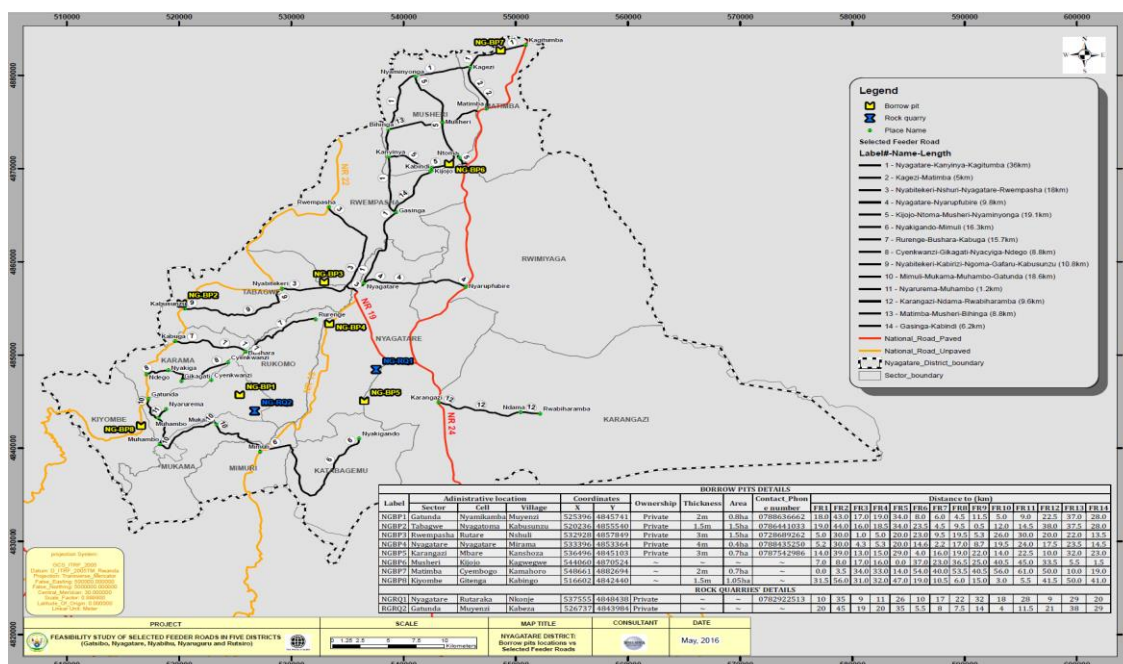 510000 520000 530000 540000 550000 560000 570000 580000 590000 600000
4880000
4870000
4860000
4850000
4840000
4830000
4820000
NG-BP7
Kagitumba
Kagezi
Nyaminyonga
Matimba
MATIMBA
MUSHERI
Musheri
Bihinga
Kanyinya
Ntoma
Kabindi
Kijojo
NG-BP6
NR 22
Rwempasha
RWEMPASHA
Gasinga
RWIMIYAGA
NG-BP3
Nyabitekeri
TABAGWE
Nyagatare
Nyarupfubire
NG-BP2
Kabusunzu
NR 19
Rurenge
NG-BP4
NYAGATARE
Kabuga
Bushara
RUKOMO
KARAMA
Nyakiga
Cyenkwanzi
Ndego
Gikagati
Cyenkwanzi
NG-RQ1
NG-BP1
NG-BP5
NG-RQ2
Gatunda
Nyarurema
KIYOMBE
NG-BP8
Muhambo
Muhambo
Karangazi
Ndama
Rwabiharamba
KARANGAZI
NR 24
Nyakigando
MUKAMA
MIMURI
Mimuli
KATABAGEMU
Legend
Borrow pit
Rock quarry
Place Name
Selected Feeder Road
Label#-Name-Length
1 - Nyagatare-Kanyinya-Kagitumba (36km)
2 - Kagezi-Matimba (5km)
3 - Nyabitekeri-Nshuri-Nyagatare-Rwempasha (18km)
4 - Nyagatare-Nyarupfubire (9.8km)
5 - Kijojo-Ntoma-Musheri-Nyaminyonga (19.1km)
6 - Nyakigando-Mimuli (16.3km)
7 - Rurenge-Bushara-Kabuga (15.7km)
8 - Cyenkwanzi-Gikagati-Nyacyiga-Ndego (8.8km)
9 - Nyabitekeri-Kabirizi-Ngoma-Gafaru-Kabusunzu (10.8km)
10 - Mimuli-Mukama-Muhambo-Gatunda (18.6km)
11 - Nyarurema-Muhambo (1.2km)
12 - Karangazi-Ndama-Rwabiharamba (9.6km)
13 - Matimba-Musheri-Bihinga (8.8km)
14 - Gasinga-Kabindi (6.2km)
National_Road_Paved
National_Road_Unpaved
Nyagatare_District_boundary
Sector_boundary
BORROW PITS DETAILS
Label Adinistrative location Coordinates Ownership Thickness Area Contact_Phone number Distance to (km)
Sector Cell Village X Y FR1 FR2 FR3 FR4 FR5 FR6 FR7 FR8 FR9 FR10 FR11 FR12 FR13 FR14
NGBP1 Gatunda Nyamikamba Muyenzi 525396 4845741 Private 2m 0.8ha 0788636662 18.0 43.0 17.0 19.0 34.0 8.0 6.0 4.5 11.5 5.0 9.0 22.5 37.0 28.0
NGBP2 Tabagwe Nyagatoma Kabusunzu 520236 4855540 Private 1.5m 1.5ha 0786441033 19.0 44.0 16.0 18.5 34.0 23.5 4.5 9.5 0.5 12.0 14.5 38.0 37.5 28.0
NGBP3 Rwempasha Rutare Nshuli 532928 4857849 Private 3m 1.5ha 0728689262 5.0 30.0 1.0 5.0 20.0 23.0 9.5 19.5 5.3 26.0 30.0 20.0 22.0 13.5
NGBP4 Nyagatare Nyagatare Mirama 533396 4853364 Private 4m 0.4ha 0788435250 5.2 30.0 4.3 5.3 20.0 14.6 2.2 17.0 8.7 19.5 24.0 17.5 23.5 14.5
NGBP5 Karangazi Mbare Kanshoza 536496 4845103 Private 3m 0.7ha 0787542986 14.0 39.0 13.0 15.0 29.0 4.0 16.0 19.0 22.0 14.0 22.5 10.0 32.0 23.0
NGBP6 Musheri Kijojo Kagwegwe 544060 4870524 Private ~ ~ ~ 7.0 8.0 17.0 16.0 0.0 37.0 23.0 36.5 25.0 40.5 45.0 33.5 5.5 1.5
NGBP7 Matimba Cyembogo Kamahoro 548661 4882694 ~ 2m 0.7ha ~ 0.0 3.5 34.0 33.0 14.0 54.0 40.0 53.5 40.5 56.0 61.0 50.0 10.0 19.0
NGBP8 Kiyombe Gitenga Kabingo 516602 4842440 ~ 1.5m 1.05ha ~ 31.5 56.0 31.0 32.0 47.0 19.0 10.5 6.0 15.0 3.0 5.5 41.5 50.0 41.0
ROCK QUARRIES' DETAILS
NGRQ1 Nyagatare Rutaraka Nkonje 537555 4848438 Private ~ ~ 0782922513 10 35 9 11 26 10 17 22 32 18 28 9 29 20
RGRQ2 Gatunda Muyenzi Kabeza 526737 4843984 Private ~ ~ ~ 20 45 19 20 35 5.5 8 7.5 14 4 11.5 21 38 29
projection System:
PROJECT
FEASIBILITY STUDY OF SELECTED FEEDER ROADS IN FIVE DISTRICTS
(Gatsibo, Nyagatare, Nyabihu, Nyaruguru and Rutsiro)
SCALE
0 1.25 2.5 5 7.5 10
Kilometers
MAP TITLE
NYAGATARE DISTRICT:
Borrow pits locations vs
Selected Feeder Roads
CONSULTANT
DATE
May, 2016